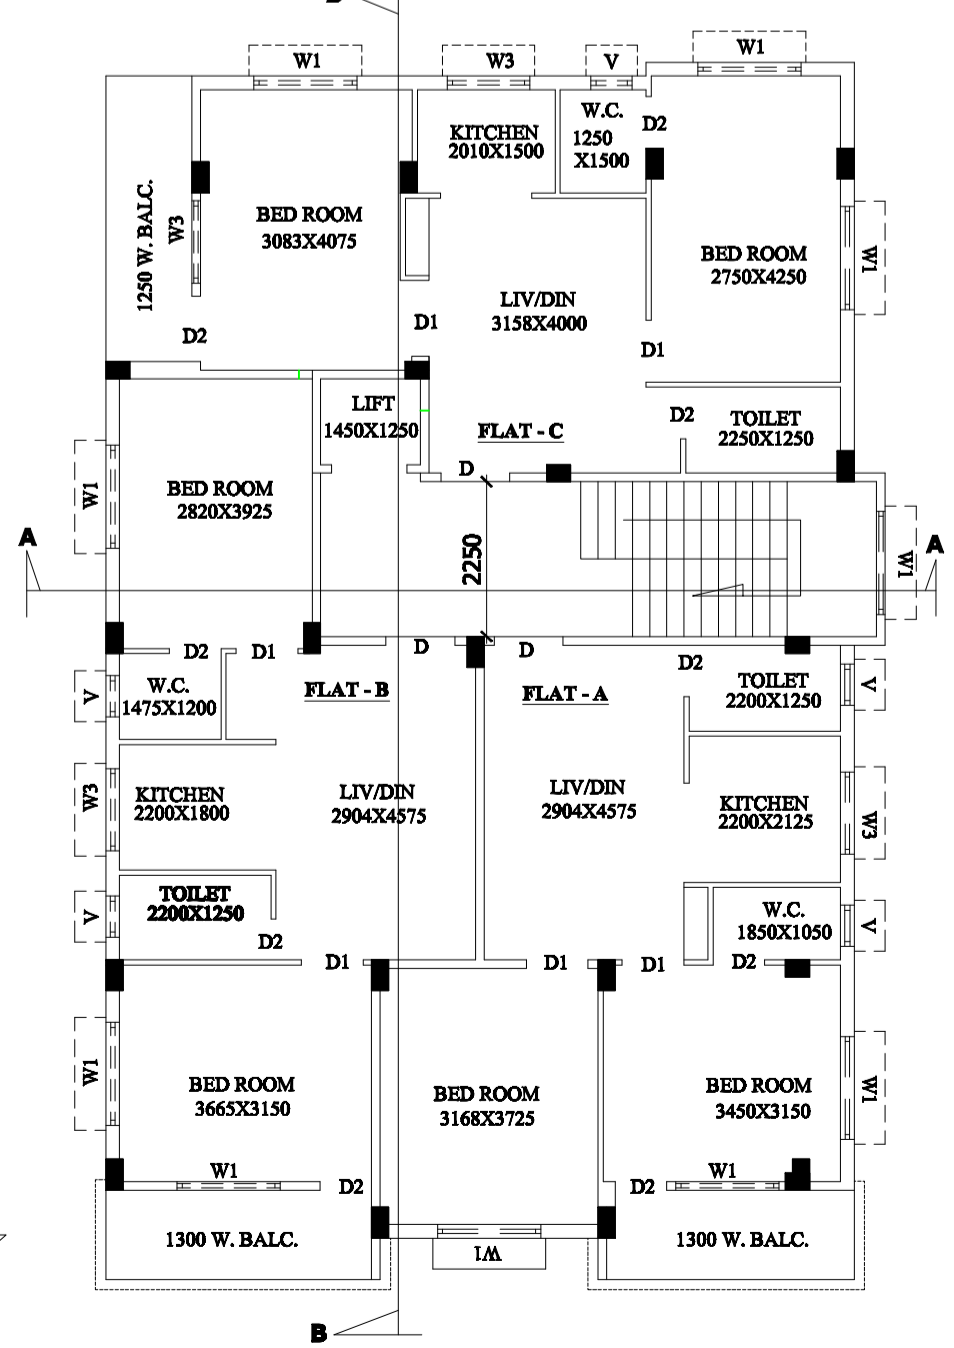 W1
W3
V
W1
KITCHEN
2010X1500
W.C.
1250
X1500
D2
1250 W. BALC.
W3
BED ROOM
3083X4075
BED ROOM
2750X4250
W1
LIV/DIN
3158X4000
D2
D1
D1
LIFT
1450X1250
FLAT - C
D2
TOILET
2250X1250
D
W1
BED ROOM
2820X3925
A
2250
W1
A
D2
D1
D
D
D2
V
W.C.
1475X1200
FLAT - B
FLAT - A
TOILET
2200X1250
V
W3
KITCHEN
2200X1800
LIV/DIN
2904X4575
LIV/DIN
2904X4575
KITCHEN
2200X2125
W3
V
TOILET
2200X1250
D2
W.C.
1850X1050
V
D1
D1
D1
D2
W1
BED ROOM
3665X3150
BED ROOM
3168X3725
BED ROOM
3450X3150
W1
W1
D2
D2
W1
1300 W. BALC.
W1
1300 W. BALC.
B